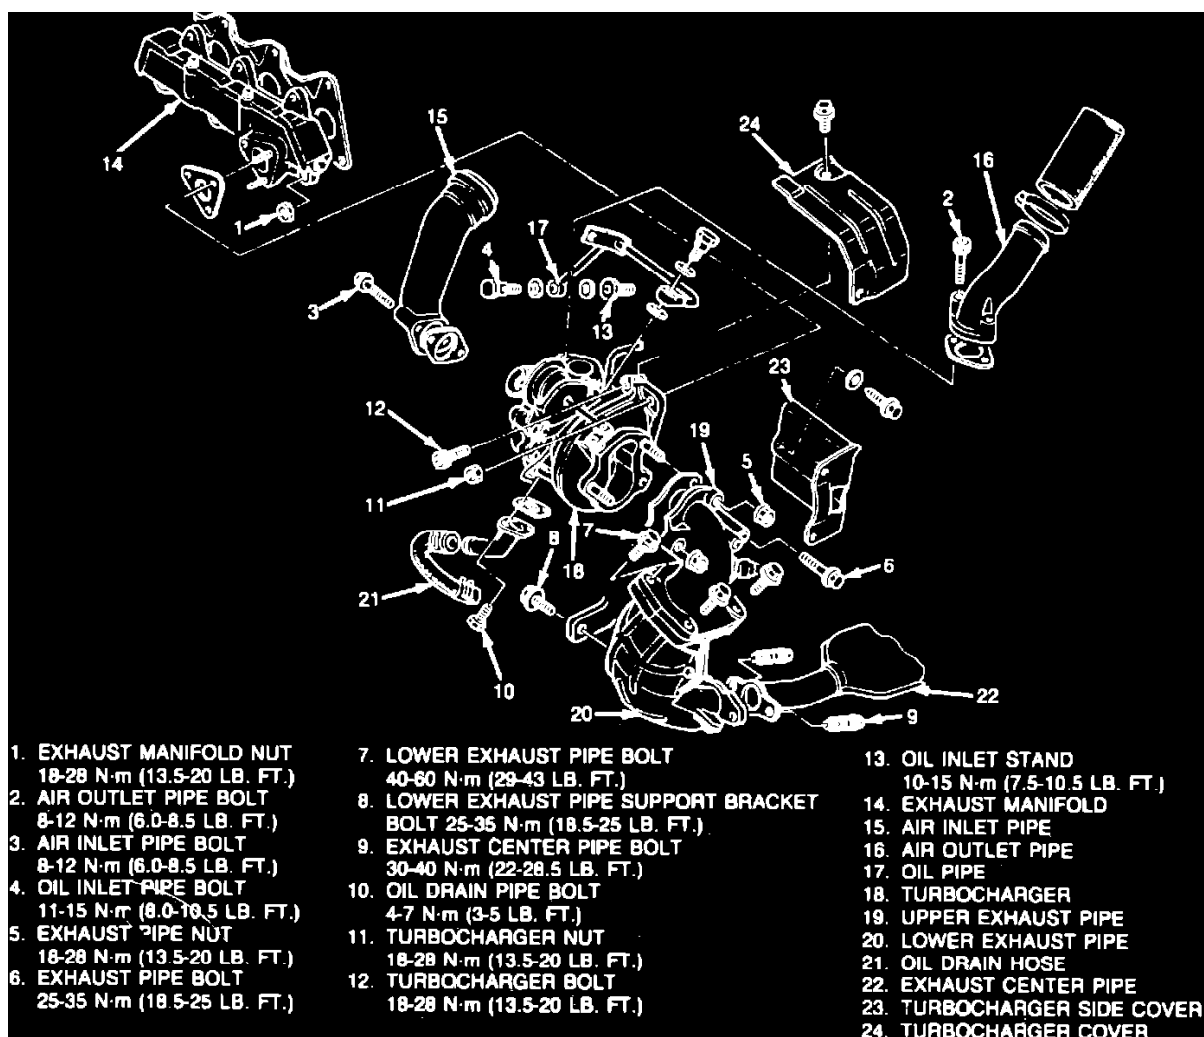 14
15
24
16
2
1
17
4
3
13
23
12
19
5
11
7
8
18
6
21
10
20
22
9
1. EXHAUST MANIFOLD NUT
18-28 N·m (13.5-20 LB. FT.)
2. AIR OUTLET PIPE BOLT
8-12 N·m (6.0-8.5 LB. FT.)
3. AIR INLET PIPE BOLT
8-12 N·m (6.0-8.5 LB. FT.)
4. OIL INLET PIPE BOLT
11-15 N·m (8.0-10.5 LB. FT.)
5. EXHAUST PIPE NUT
18-28 N·m (13.5-20 LB. FT.)
6. EXHAUST PIPE BOLT
25-35 N·m (18.5-25 LB. FT.)
7. LOWER EXHAUST PIPE BOLT
40-60 N·m (29-43 LB. FT.)
8. LOWER EXHAUST PIPE SUPPORT BRACKET
BOLT 25-35 N·m (18.5-25 LB. FT.)
9. EXHAUST CENTER PIPE BOLT
30-40 N·m (22-28.5 LB. FT.)
10. OIL DRAIN PIPE BOLT
4-7 N·m (3-5 LB. FT.)
11. TURBOCHARGER NUT
18-28 N·m (13.5-20 LB. FT.)
12. TURBOCHARGER BOLT
18-28 N·m (13.5-20 LB. FT.)
13. OIL INLET STAND
10-15 N·m (7.5-10.5 LB. FT.)
14. EXHAUST MANIFOLD
15. AIR INLET PIPE
16. AIR OUTLET PIPE
17. OIL PIPE
18. TURBOCHARGER
19. UPPER EXHAUST PIPE
20. LOWER EXHAUST PIPE
21. OIL DRAIN HOSE
22. EXHAUST CENTER PIPE
23. TURBOCHARGER SIDE COVER
24. TURBOCHARGER COVER